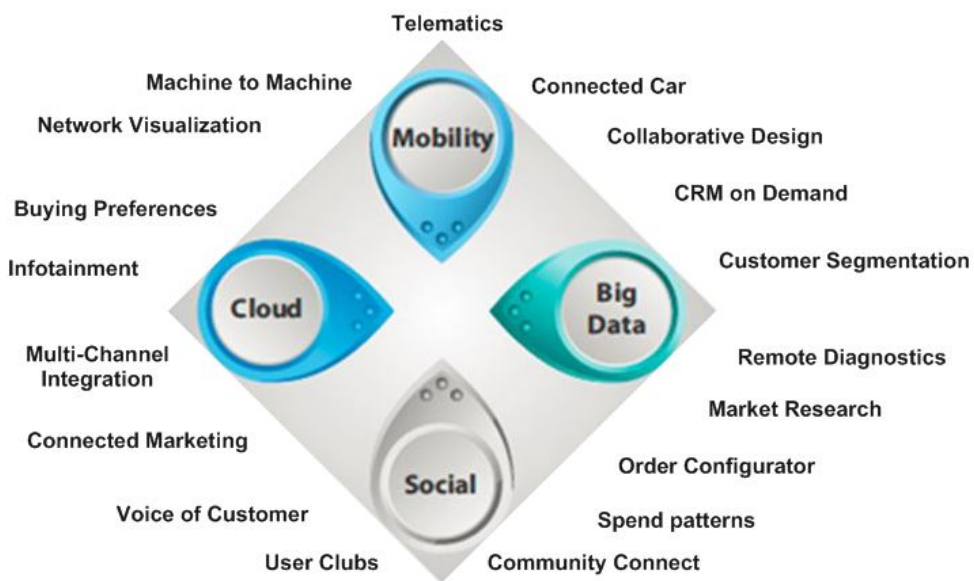 Telematics
Machine to Machine
Connected Car
Network Visualization
Mobility
Collaborative Design
CRM on Demand
Buying Preferences
Customer Segmentation
Infotainment
Cloud
Big
Data
Multi-Channel
Integration
Remote Diagnostics
Market Research
Connected Marketing
Order Configurator
Social
Voice of Customer
Spend patterns
User Clubs
Community Connect